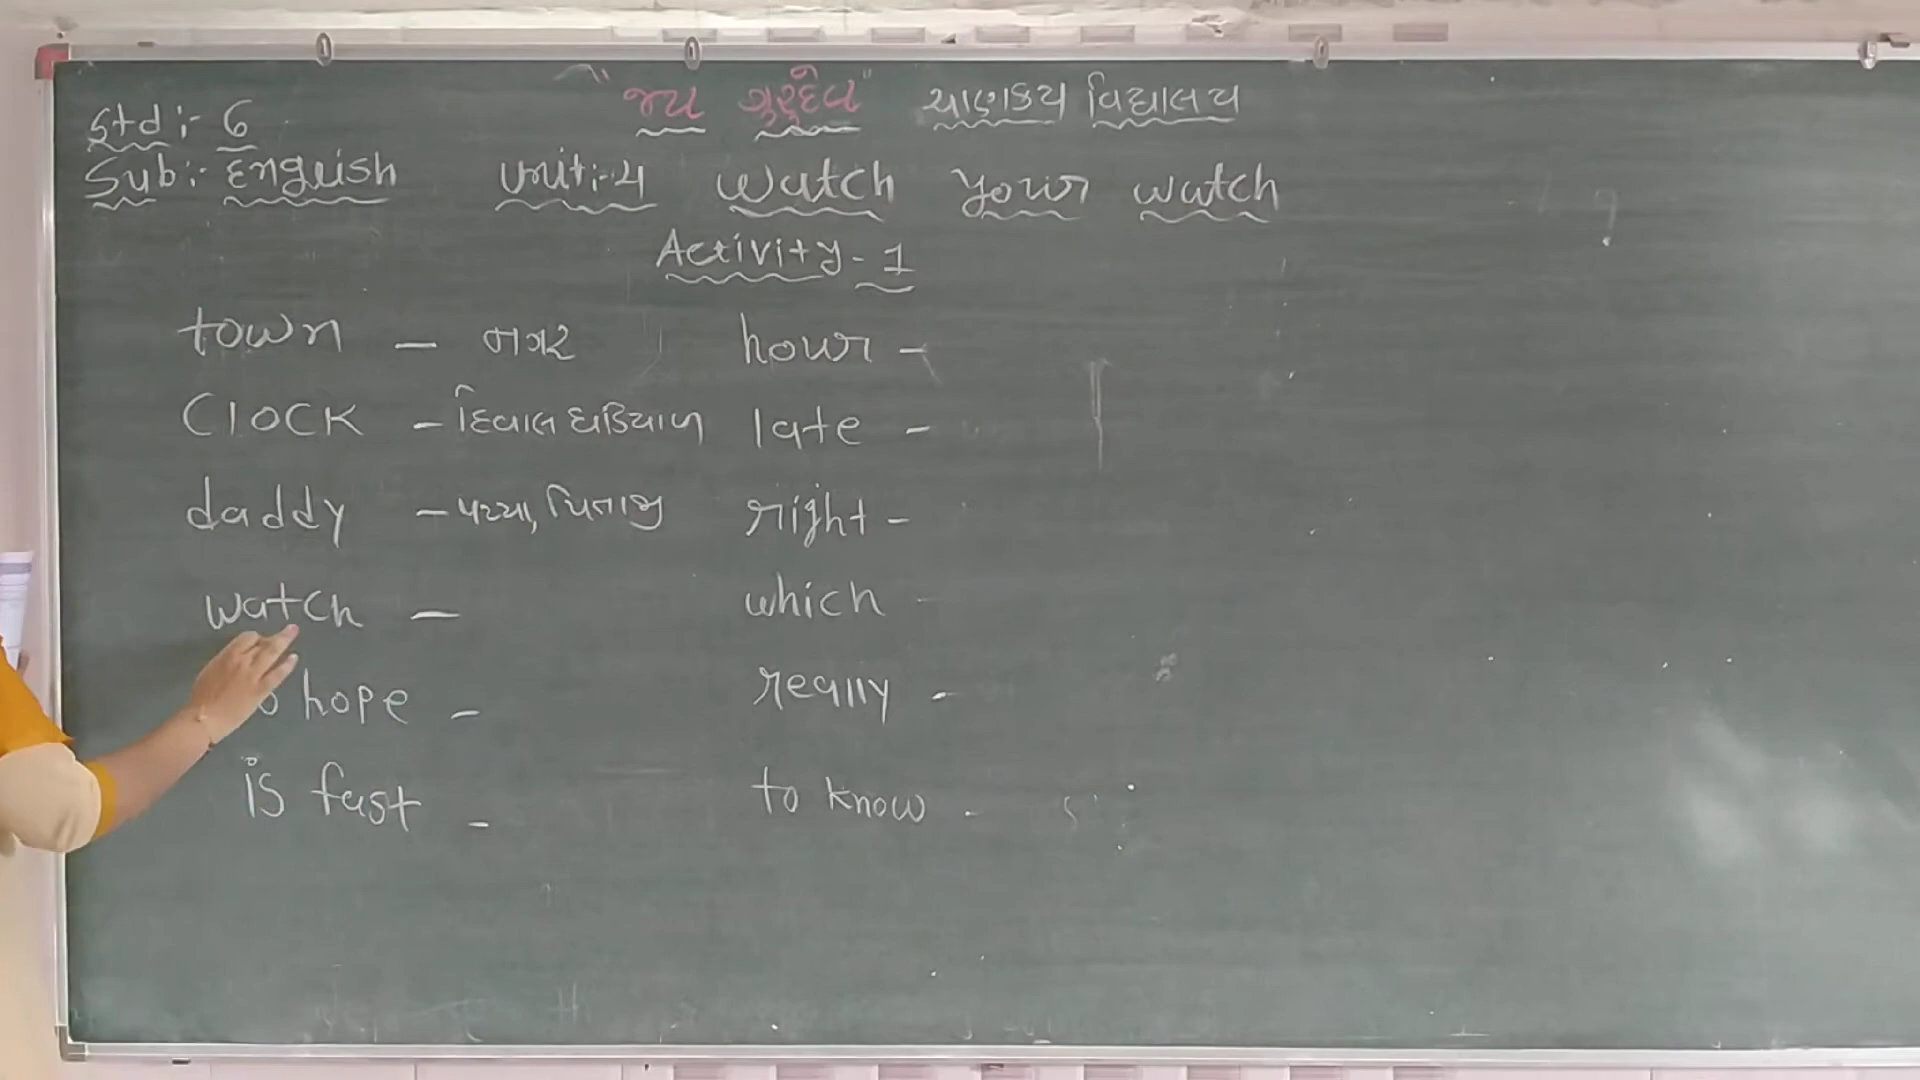 "જય ગુરુદેવ" ચાણકય વિદ્યાલય
Std :- 6
Sub :- English Unit :- 4 Watch Your watch
Activity - 1
town — નગર hour -
Clock - દિવાલ ઘડિયાળ late -
daddy - પપ્પા, પિતાજી right -
watch — which -
hope - really -
is fast - to know -